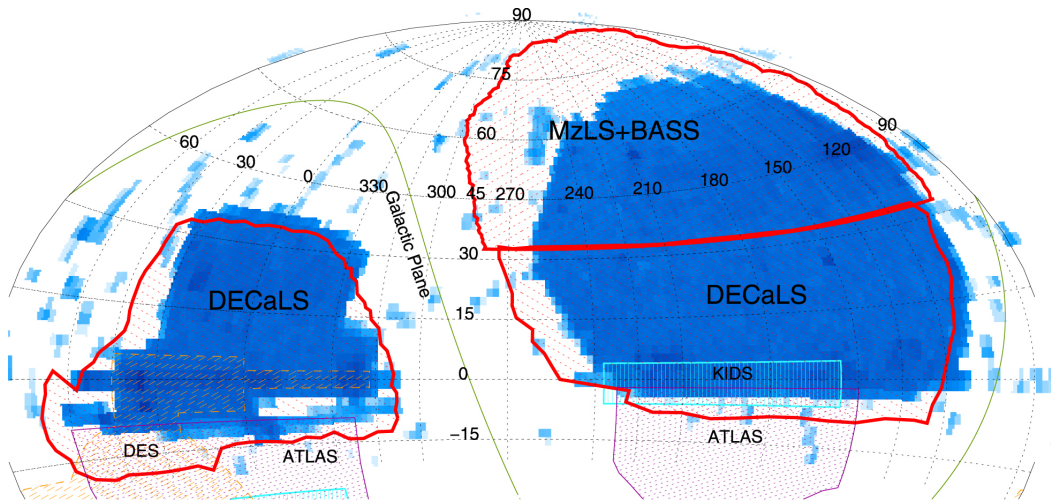 90
75
60
MzLS+BASS
90
120
150
60
30
0
330
300
45
270
240
210
180
Galactic Plane
30
DECaLS
DECaLS
15
0
KIDS
−15
DES
ATLAS
ATLAS